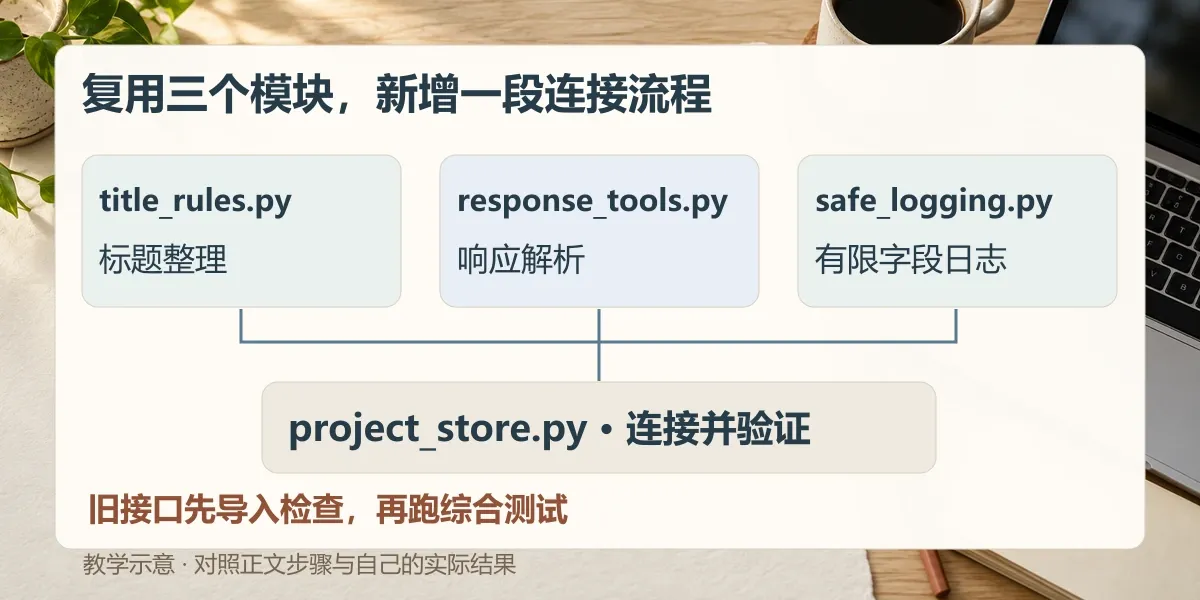 复用三个模块，新增一段连接流程
title_rules.py
标题整理
response_tools.py
响应解析
safe_logging.py
有限字段日志
project_store.py • 连接并验证
旧接口先导入检查，再跑综合测试
教学示意 · 对照正文步骤与自己的实际结果